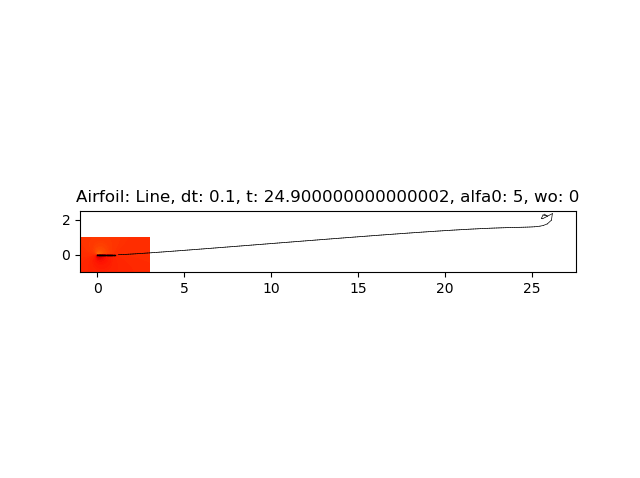 Airfoil: Line, dt: 0.1, t: 24.900000000000002, alfa0: 5, wo: 0
2
0
0 5 10 15 20 25